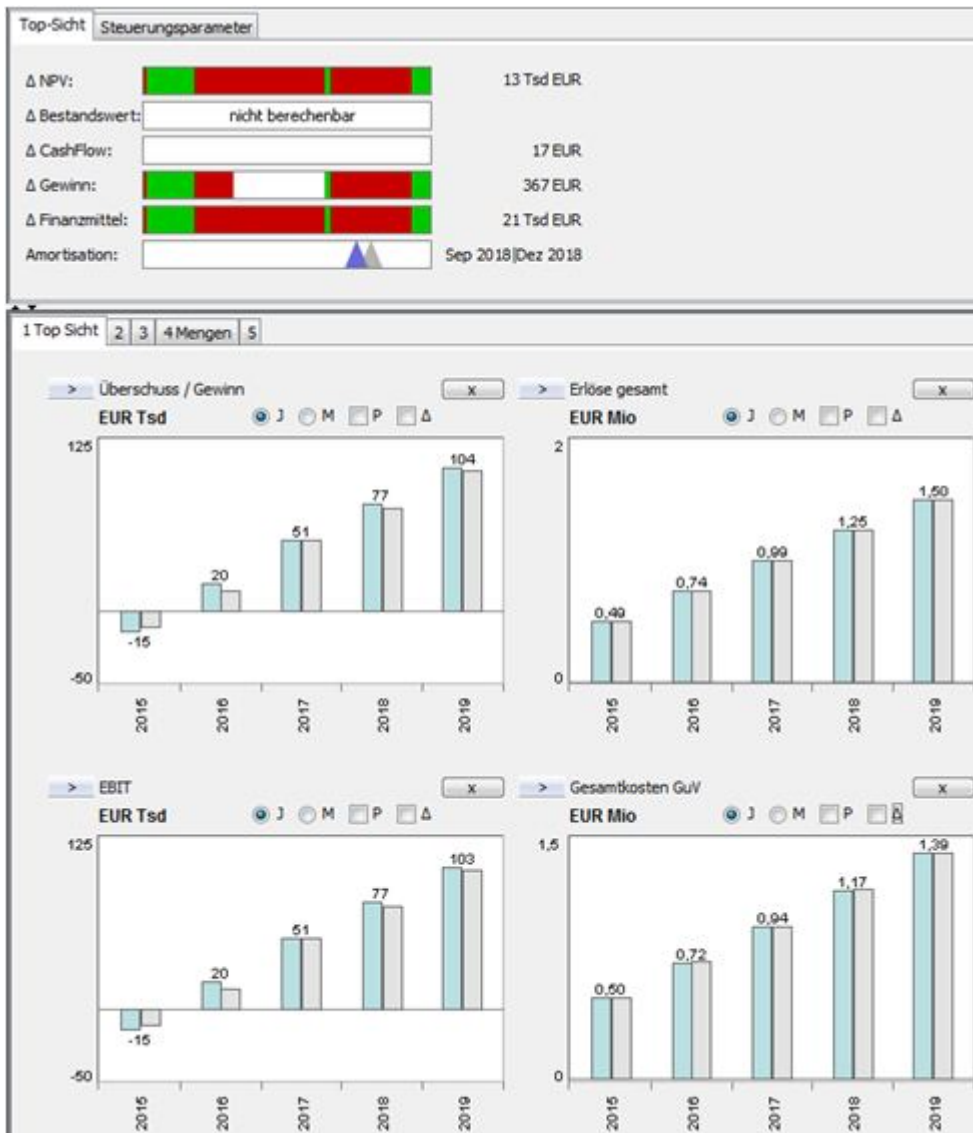 Top-Sicht Steuerungsparameter
Δ NPV: 13 Tsd EUR
Δ Bestandswert: nicht berechenbar
Δ CashFlow: 17 EUR
Δ Gewinn: 367 EUR
Δ Finanzmittel: 21 Tsd EUR
Amortisation: Sep 2018|Dez 2018
1 Top Sicht 2 3 4 Mengen 5
> Überschuss / Gewinn x
EUR Tsd J M P Δ
125
104
77
51
20
-15
-50
2015 2016 2017 2018 2019
> Erlöse gesamt x
EUR Mio J M P Δ
2
1,50
1,25
0,99
0,74
0,49
0
2015 2016 2017 2018 2019
> EBIT x
EUR Tsd J M P Δ
125
103
77
51
20
-15
-50
2015 2016 2017 2018 2019
> Gesamtkosten GuV x
EUR Mio J M P Δ
1,5
1,39
1,17
0,94
0,72
0,50
0
2015 2016 2017 2018 2019